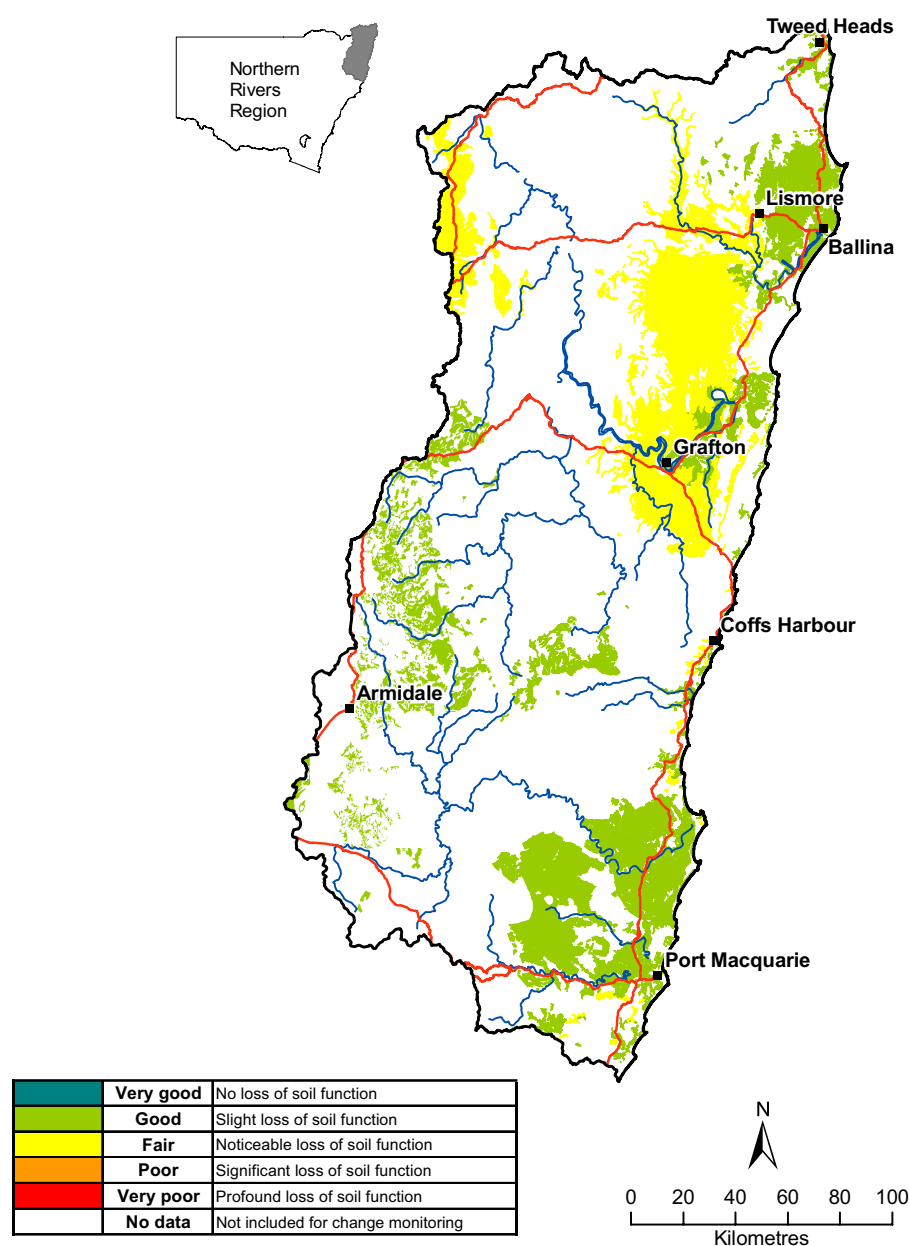 Tweed Heads
Northern
Rivers
Region
Lismore
Ballina
Grafton
Coffs Harbour
Armidale
Port Macquarie
Very good No loss of soil function
Good Slight loss of soil function
Fair Noticeable loss of soil function
Poor Significant loss of soil function
Very poor Profound loss of soil function
No data Not included for change monitoring
N
0 20 40 60 80 100
Kilometres